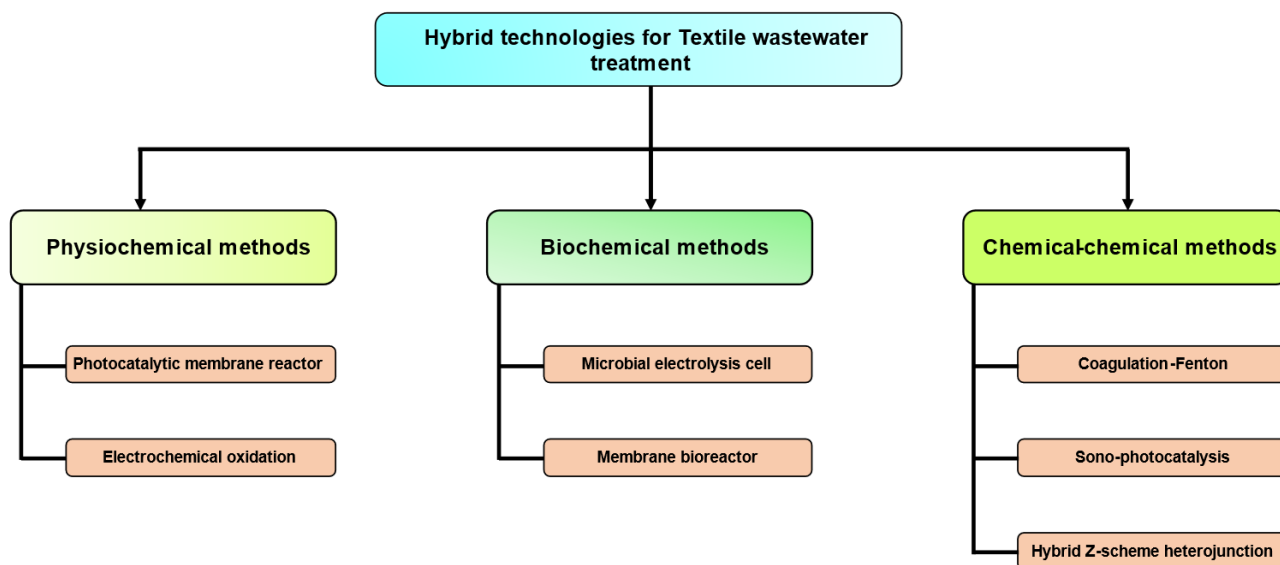 Hybrid technologies for Textile wastewater
treatment
Physiochemical methods
Biochemical methods
Chemical-chemical methods
Photocatalytic membrane reactor
Microbial electrolysis cell
Coagulation-Fenton
Electrochemical oxidation
Membrane bioreactor
Sono-photocatalysis
Hybrid Z-scheme heterojunction